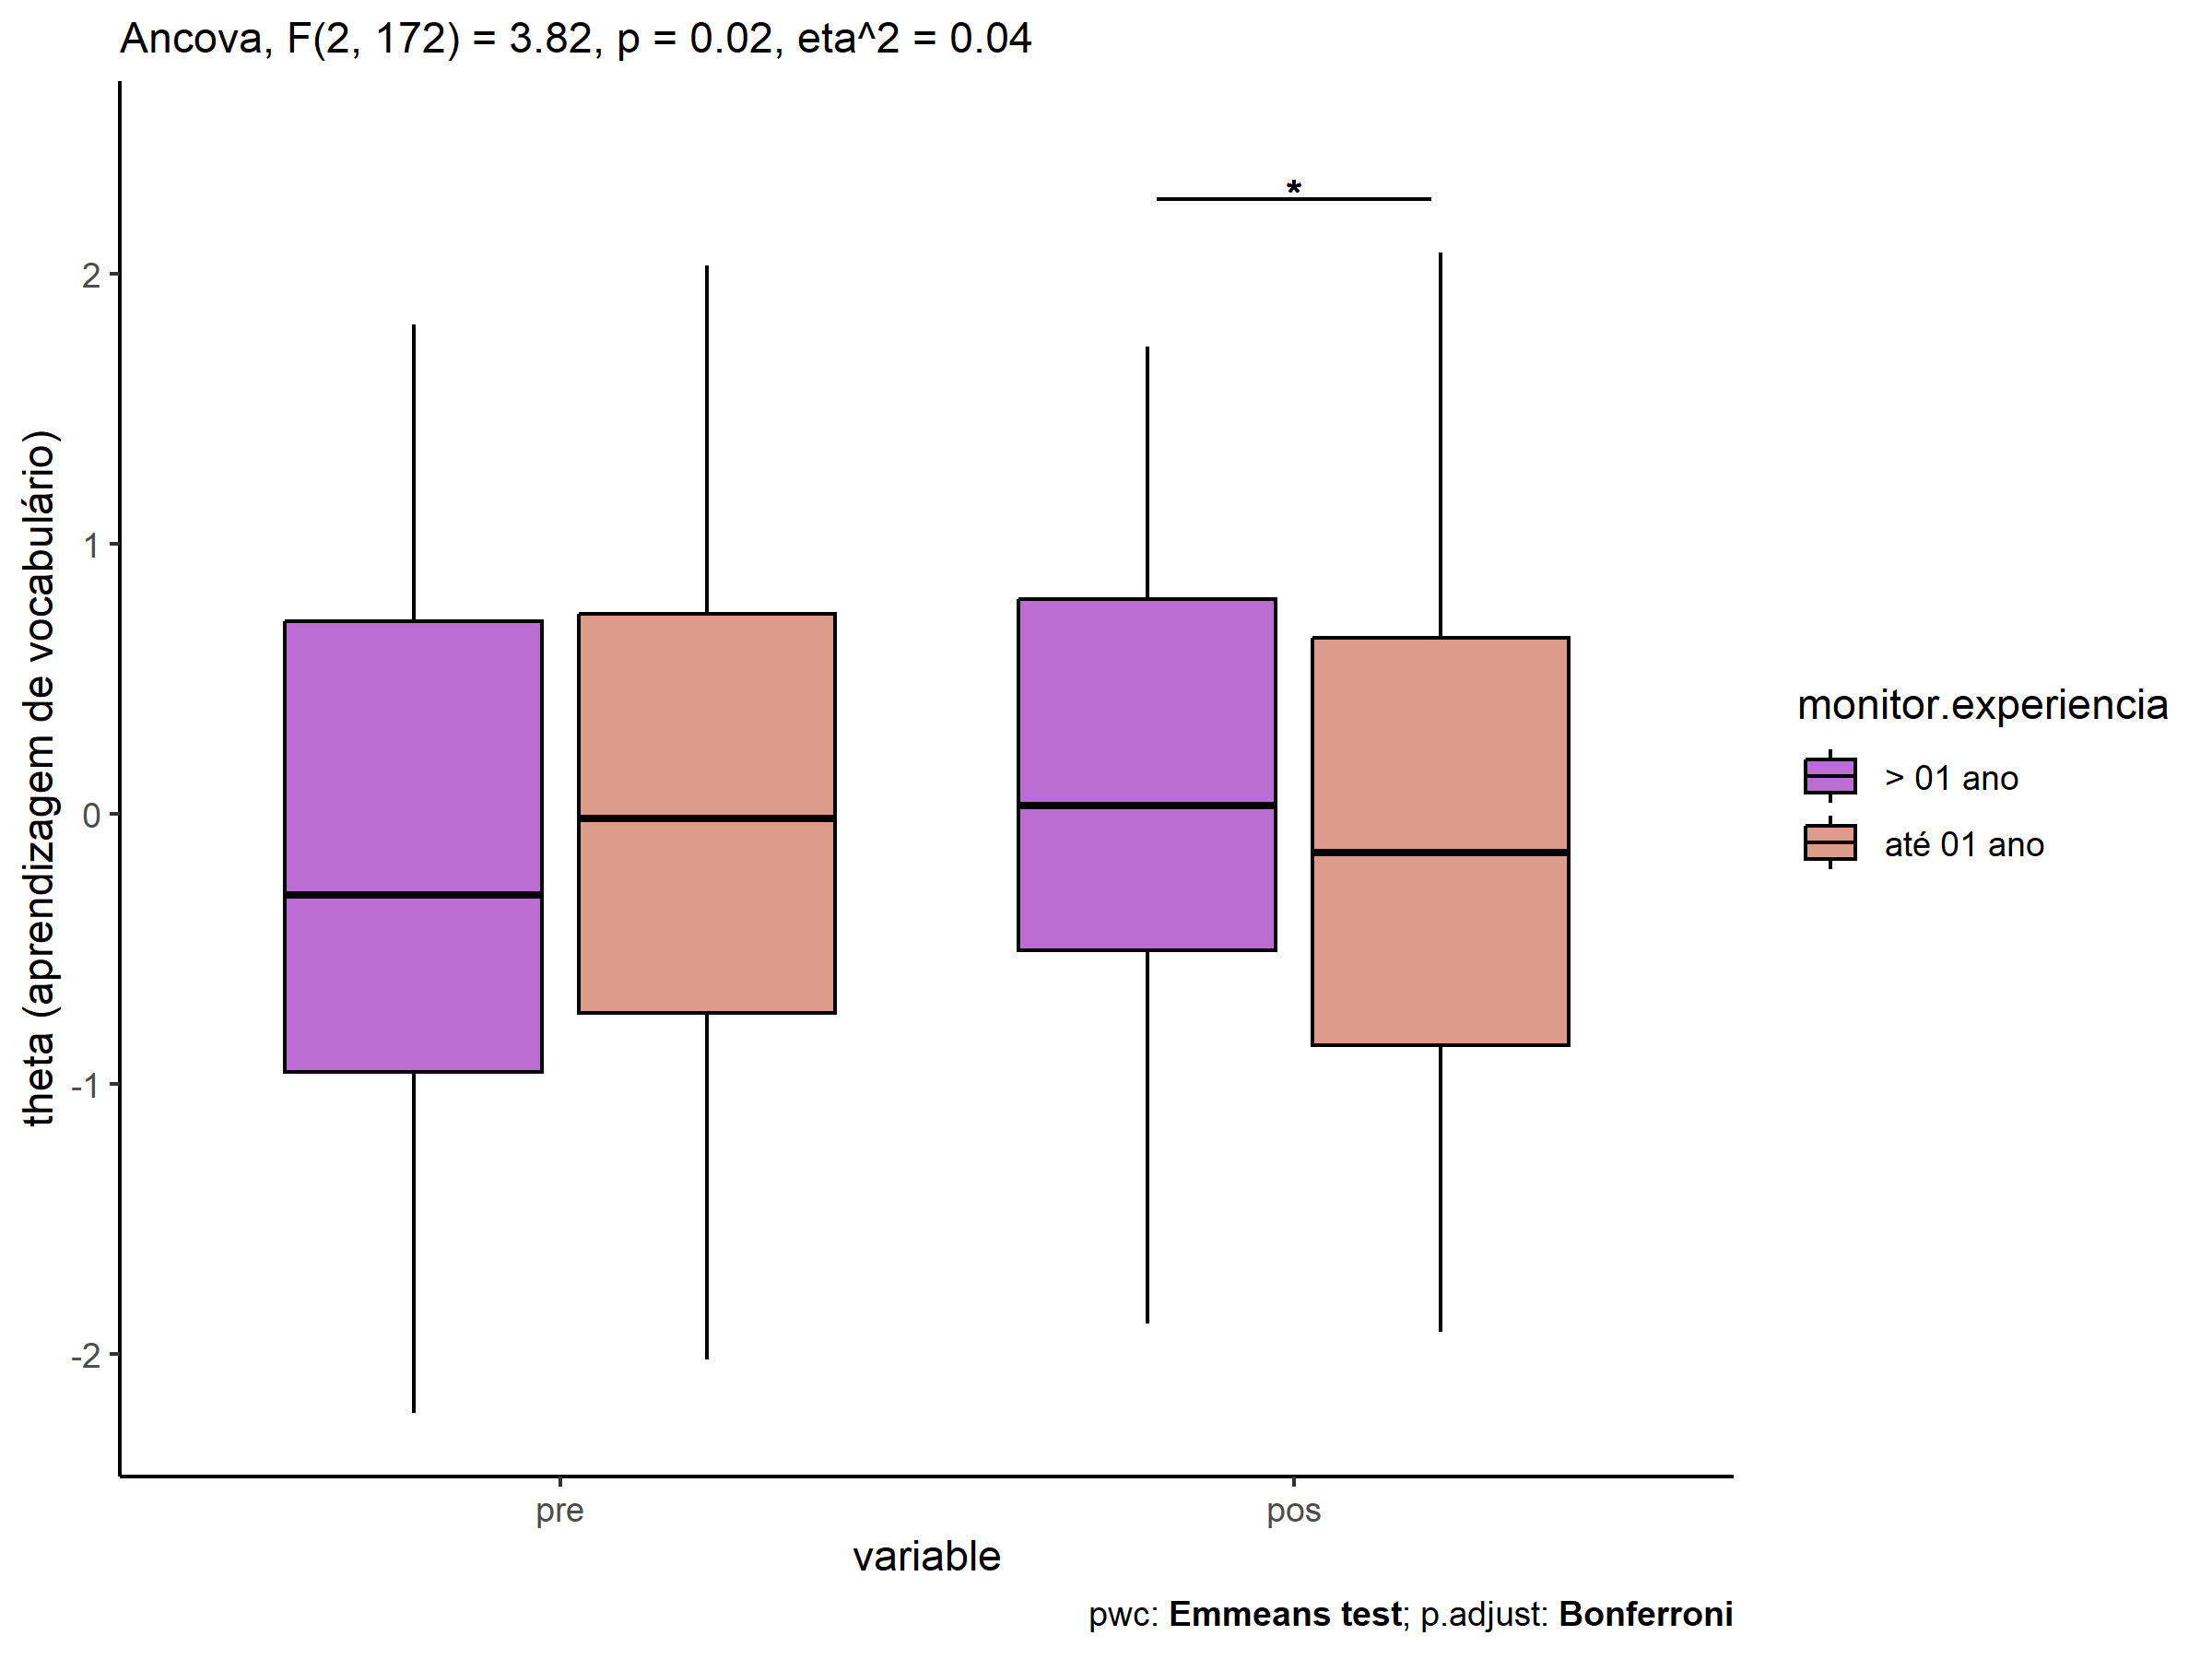 Ancova, F(2, 172) = 3.82, p = 0.02, eta^2 = 0.04
*
theta (aprendizagem de vocabulário)
2
1
0
-1
-2
pre
pos
variable
monitor.experiencia
> 01 ano
até 01 ano
pwc: Emmeans test; p.adjust: Bonferroni